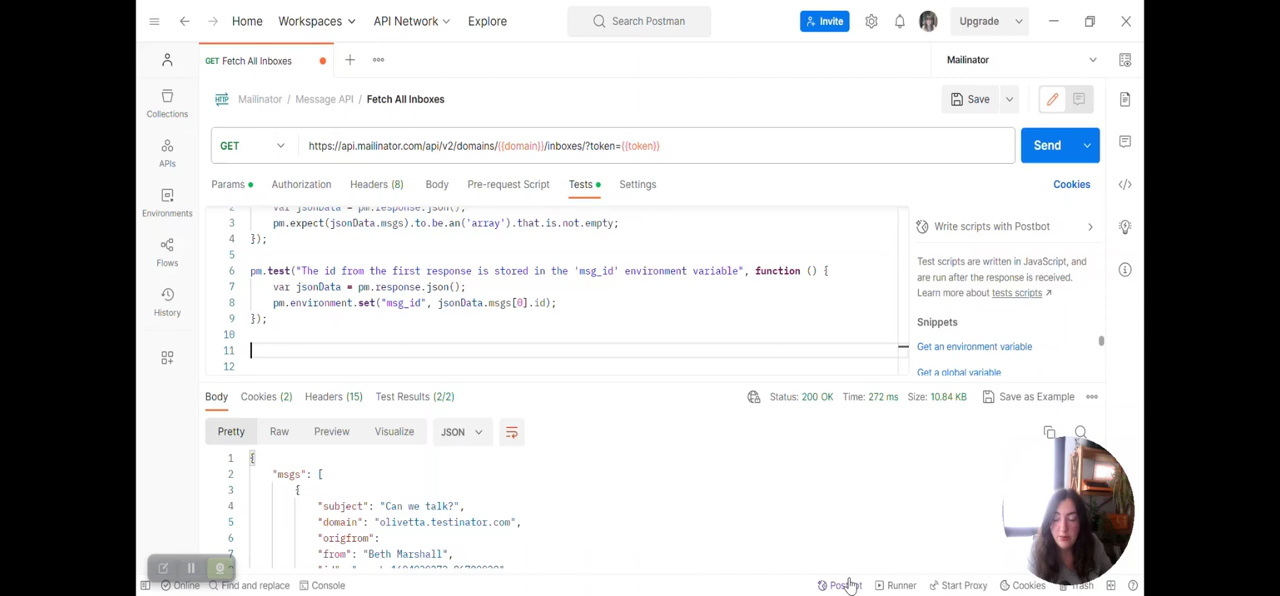 Home Workspaces API Network Explore Search Postman Invite Upgrade
GET Fetch All Inboxes Mailinator
HTTP Mailinator / Message API / Fetch All Inboxes Save
GET https://api.mailinator.com/api/v2/domains/{{domain}}/inboxes/?token={{token}} Send
Params Authorization Headers (8) Body Pre-request Script Tests Settings Cookies
Collections
APIs
Environments
Flows
History
2 var jsonData = pm.response.json();
3 pm.expect(jsonData.msgs).to.be.an('array').that.is.not.empty;
4 });
5
6 pm.test("The id from the first response is stored in the 'msg_id' environment variable", function () {
7 var jsonData = pm.response.json();
8 pm.environment.set("msg_id", jsonData.msgs[0].id);
9 });
10
11
12
Write scripts with Postbot
Test scripts are written in JavaScript, and
are run after the response is received.
Learn more about tests scripts
Snippets
Get an environment variable
Get a global variable
Body Cookies (2) Headers (15) Test Results (2/2) Status: 200 OK Time: 272 ms Size: 10.84 KB Save as Example
Pretty Raw Preview Visualize JSON
1 {
2 "msgs": [
3 {
4 "subject": "Can we talk?",
5 "domain": "olivetta.testinator.com",
6 "origfrom":
7 "from": "Beth Marshall",
Online Find and replace Console Runner Start Proxy Cookies Trash